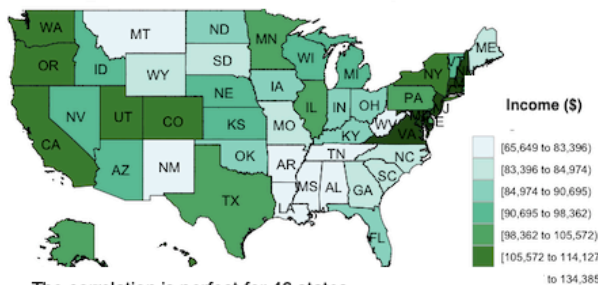 WA
MT
ND
MN
OR
ID
WY
SD
WI
MI
NY
VT
ME
NV
UT
CO
NE
IA
IL
IN
OH
PA
CA
AZ
NM
KS
MO
KY
WV
VA
OK
AR
TN
NC
SC
TX
LA
MS
AL
GA
FL
Income ($)
[65,649 to 83,396)
[83,396 to 84,974)
[84,974 to 90,695)
[90,695 to 98,362)
[98,362 to 105,572)
[105,572 to 114,127
to 134,385